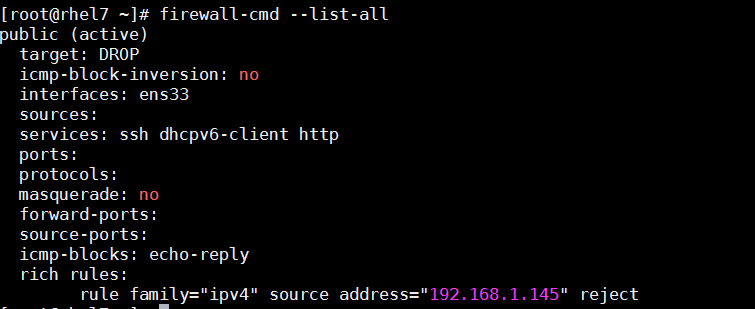 [root@rhel7 ~]# firewall-cmd --list-all
public (active)
  target: DROP
  icmp-block-inversion: no
  interfaces: ens33
  sources:
  services: ssh dhcpv6-client http
  ports:
  protocols:
  masquerade: no
  forward-ports:
  source-ports:
  icmp-blocks: echo-reply
  rich rules:
        rule family="ipv4" source address="192.168.1.145" reject